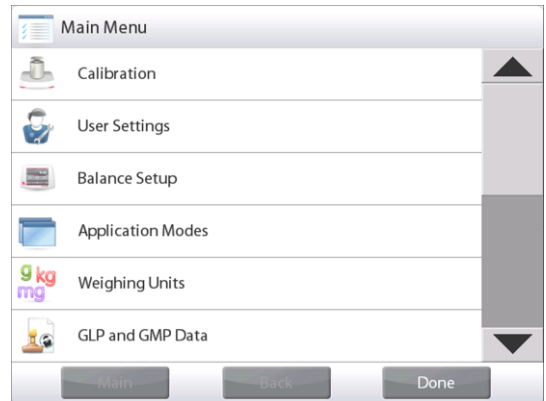 Main Menu
Calibration
User Settings
Balance Setup
Application Modes
g kg
mg
Weighing Units
GLP and GMP Data
Main Back Done